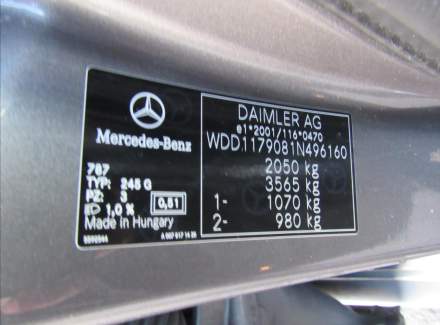 Mercedes-Benz
787
TYP: 245 G
PZ: 3
1,0 %
0,51
Made in Hungary
DAIMLER AG
e1*2001/116*0470
WDD1179081N496160
2050 kg
3565 kg
1- 1070 kg
2- 980 kg